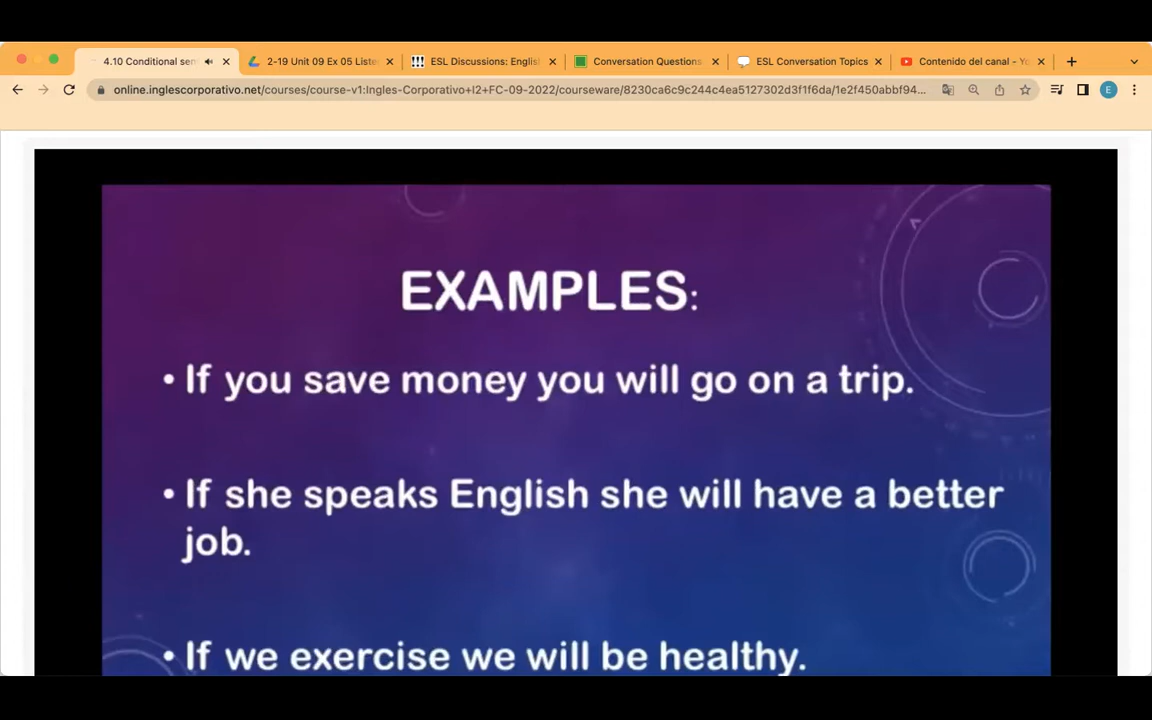 4.10 Conditional sen
2-19 Unit 09 Ex 05 Liste
ESL Discussions: Englis
Conversation Questions
ESL Conversation Topics
Contenido del canal - Yo
online.inglescorporativo.net/courses/course-v1:Ingles-Corporativo+I2+FC-09-2022/courseware/8230ca6c9c244c4ea5127302d3f1f6da/1e2f450abbf94...
E
EXAMPLES:
• If you save money you will go on a trip.
• If she speaks English she will have a better
job.
• If we exercise we will be healthy.